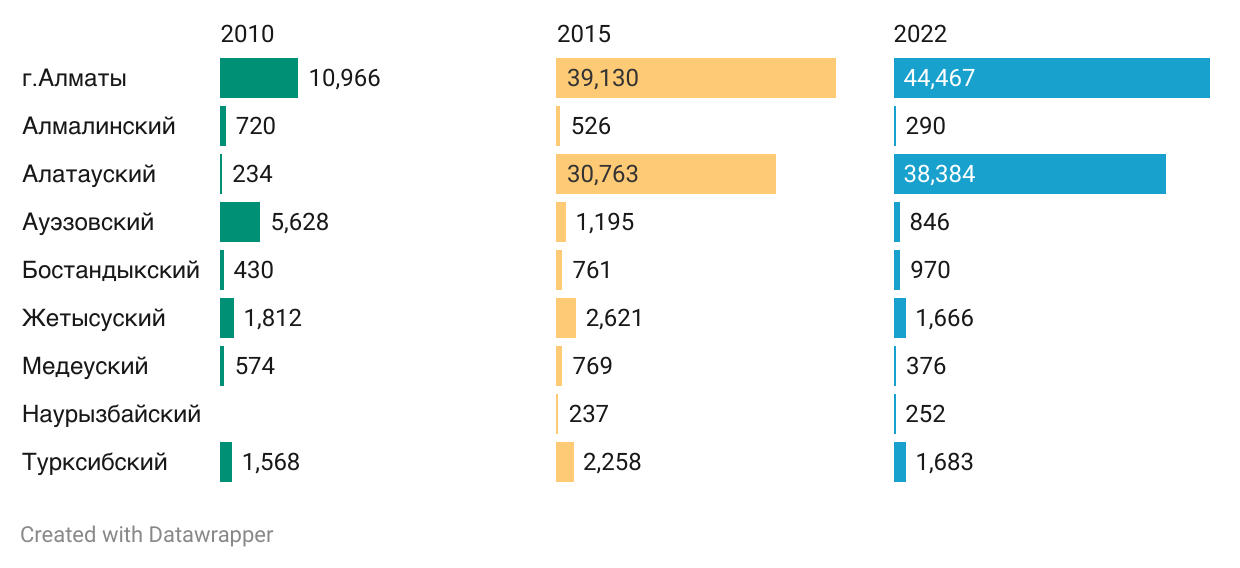 2010 2015 2022
г.Алматы 10,966 39,130 44,467
Алмалинский 720 526 290
Алатауский 234 30,763 38,384
Ауэзовский 5,628 1,195 846
Бостандыкский 430 761 970
Жетысуский 1,812 2,621 1,666
Медеуский 574 769 376
Наурызбайский 237 252
Турксибский 1,568 2,258 1,683
Created with Datawrapper